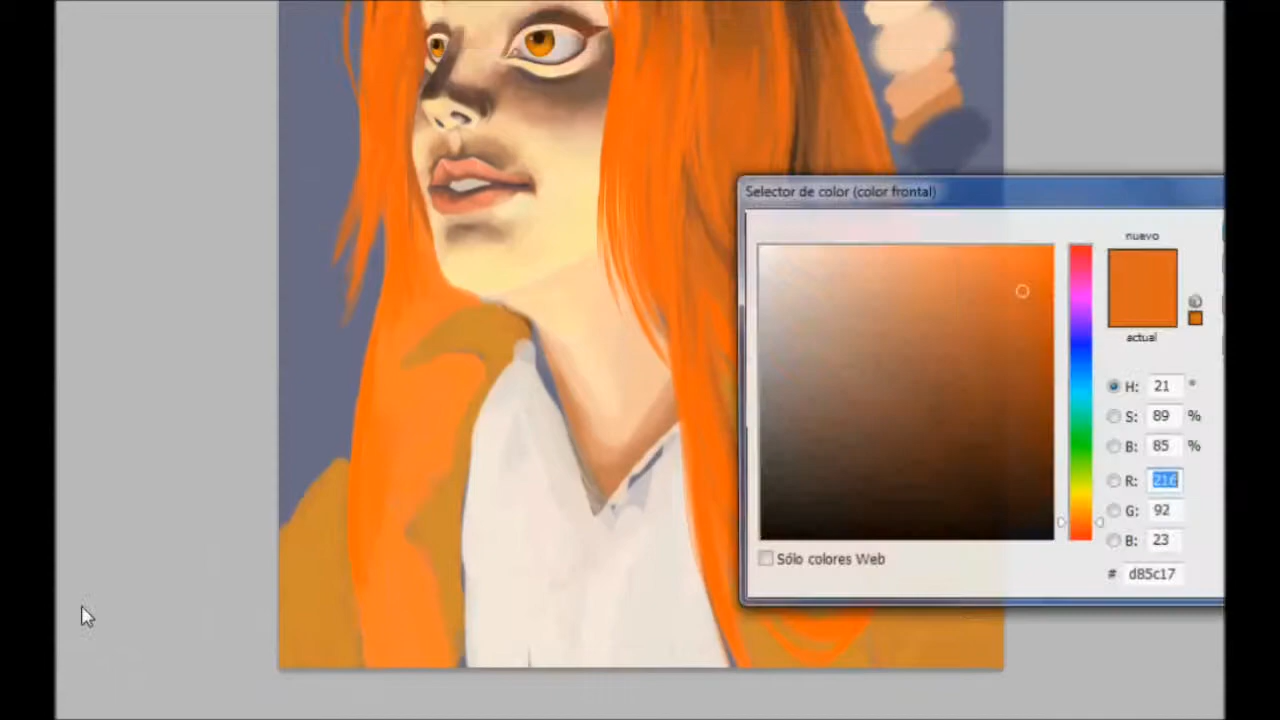 Selector de color (color frontal)
nuevo
actual
H: 21 °
S: 89 %
B: 85 %
R: 216
G: 92
B: 23
# d85c17
Sólo colores Web